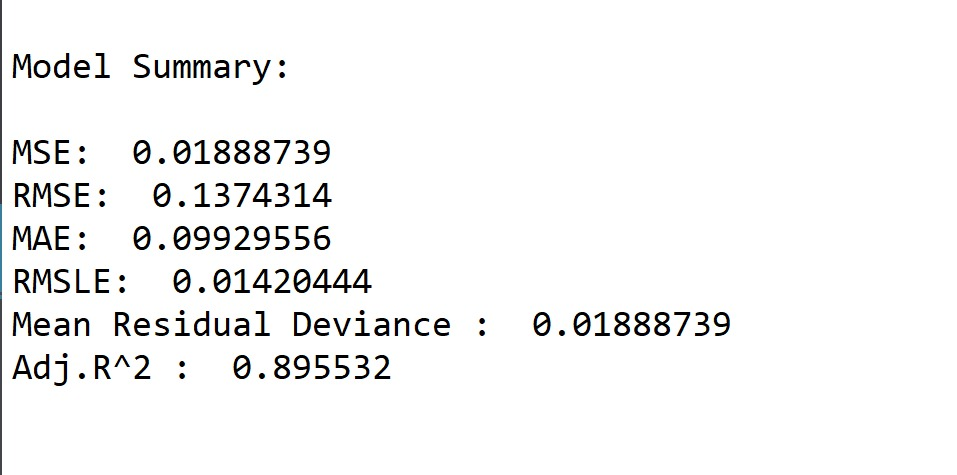 Model Summary:
MSE:  0.01888739
RMSE:  0.1374314
MAE:  0.09929556
RMSLE:  0.01420444
Mean Residual Deviance :  0.01888739
Adj.R^2 :  0.895532